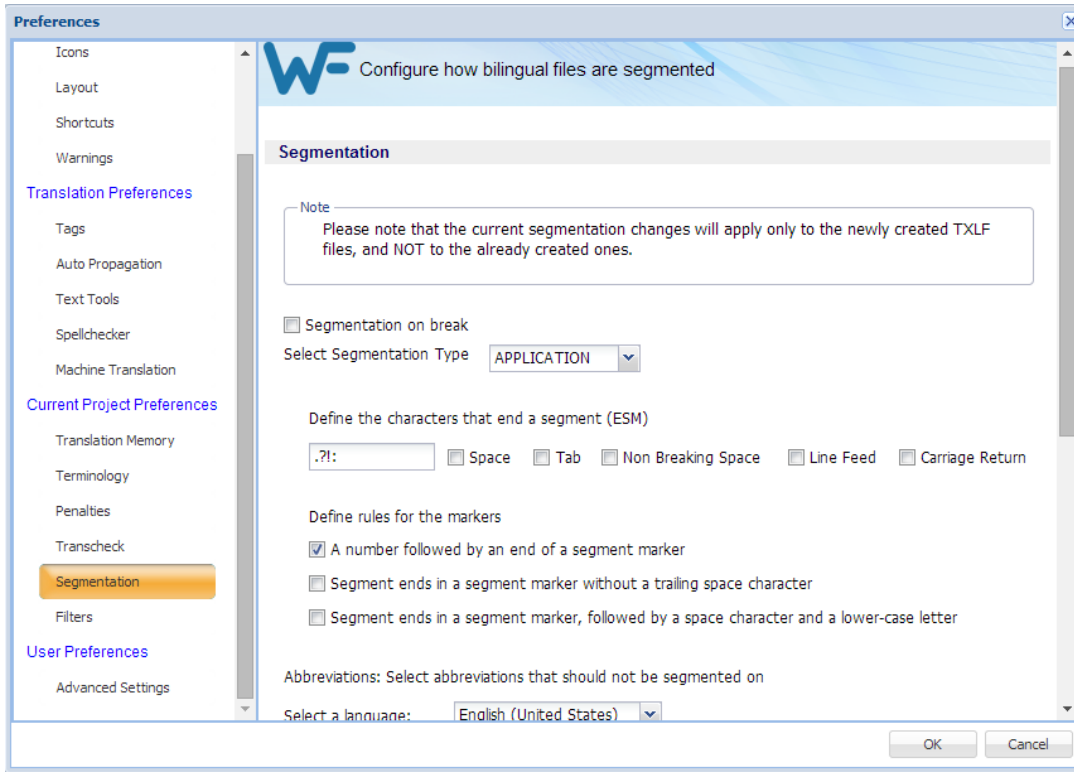 Preferences
Icons
Layout
Shortcuts
Warnings
Translation Preferences
Tags
Auto Propagation
Text Tools
Spellchecker
Machine Translation
Current Project Preferences
Translation Memory
Terminology
Penalties
Transcheck
Segmentation
Filters
User Preferences
Advanced Settings
WF
Configure how bilingual files are segmented
Segmentation
Note
Please note that the current segmentation changes will apply only to the newly created TXLF
files, and NOT to the already created ones.
Segmentation on break
Select Segmentation Type APPLICATION
Define the characters that end a segment (ESM)
.?!: Space Tab Non Breaking Space Line Feed Carriage Return
Define rules for the markers
A number followed by an end of a segment marker
Segment ends in a segment marker without a trailing space character
Segment ends in a segment marker, followed by a space character and a lower-case letter
Abbreviations: Select abbreviations that should not be segmented on
Select a language: English (United States)
OK Cancel